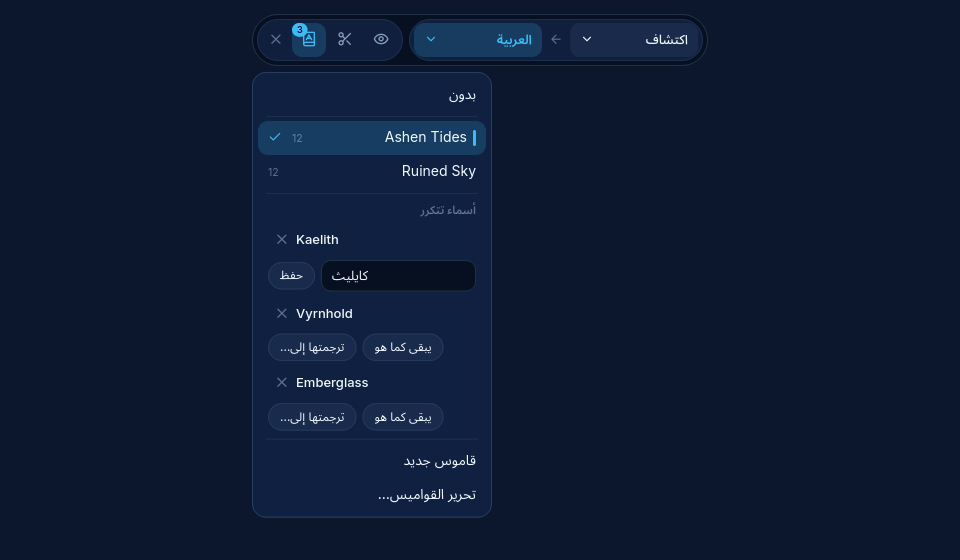 اكتشاف
العربية
3
بدون
Ashen Tides 12
Ruined Sky 12
أسماء تتكرر
Kaelith
كايليث حفظ
Vyrnhold
يبقى كما هو ترجمتها إلى...
Emberglass
يبقى كما هو ترجمتها إلى...
قاموس جديد
تحرير القواميس...